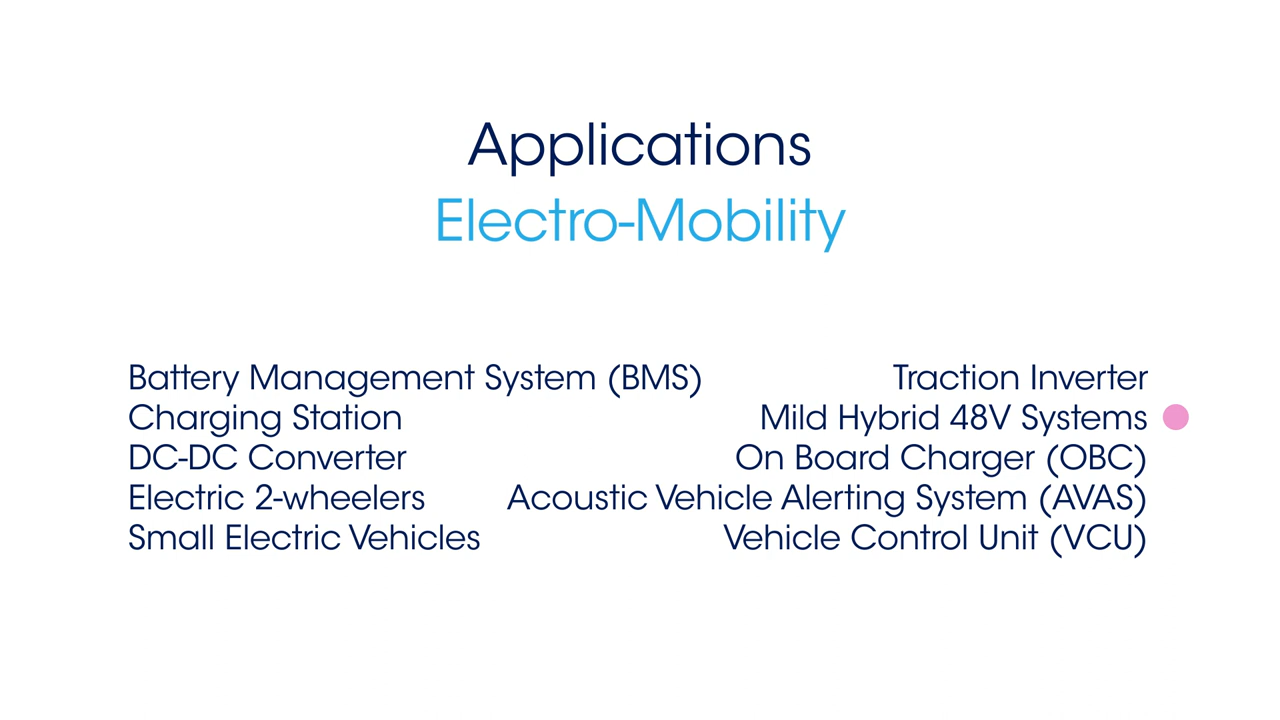 Applications
Electro-Mobility
Battery Management System (BMS)
Charging Station
DC-DC Converter
Electric 2-wheelers
Small Electric Vehicles
Traction Inverter
Mild Hybrid 48V Systems
On Board Charger (OBC)
Acoustic Vehicle Alerting System (AVAS)
Vehicle Control Unit (VCU)